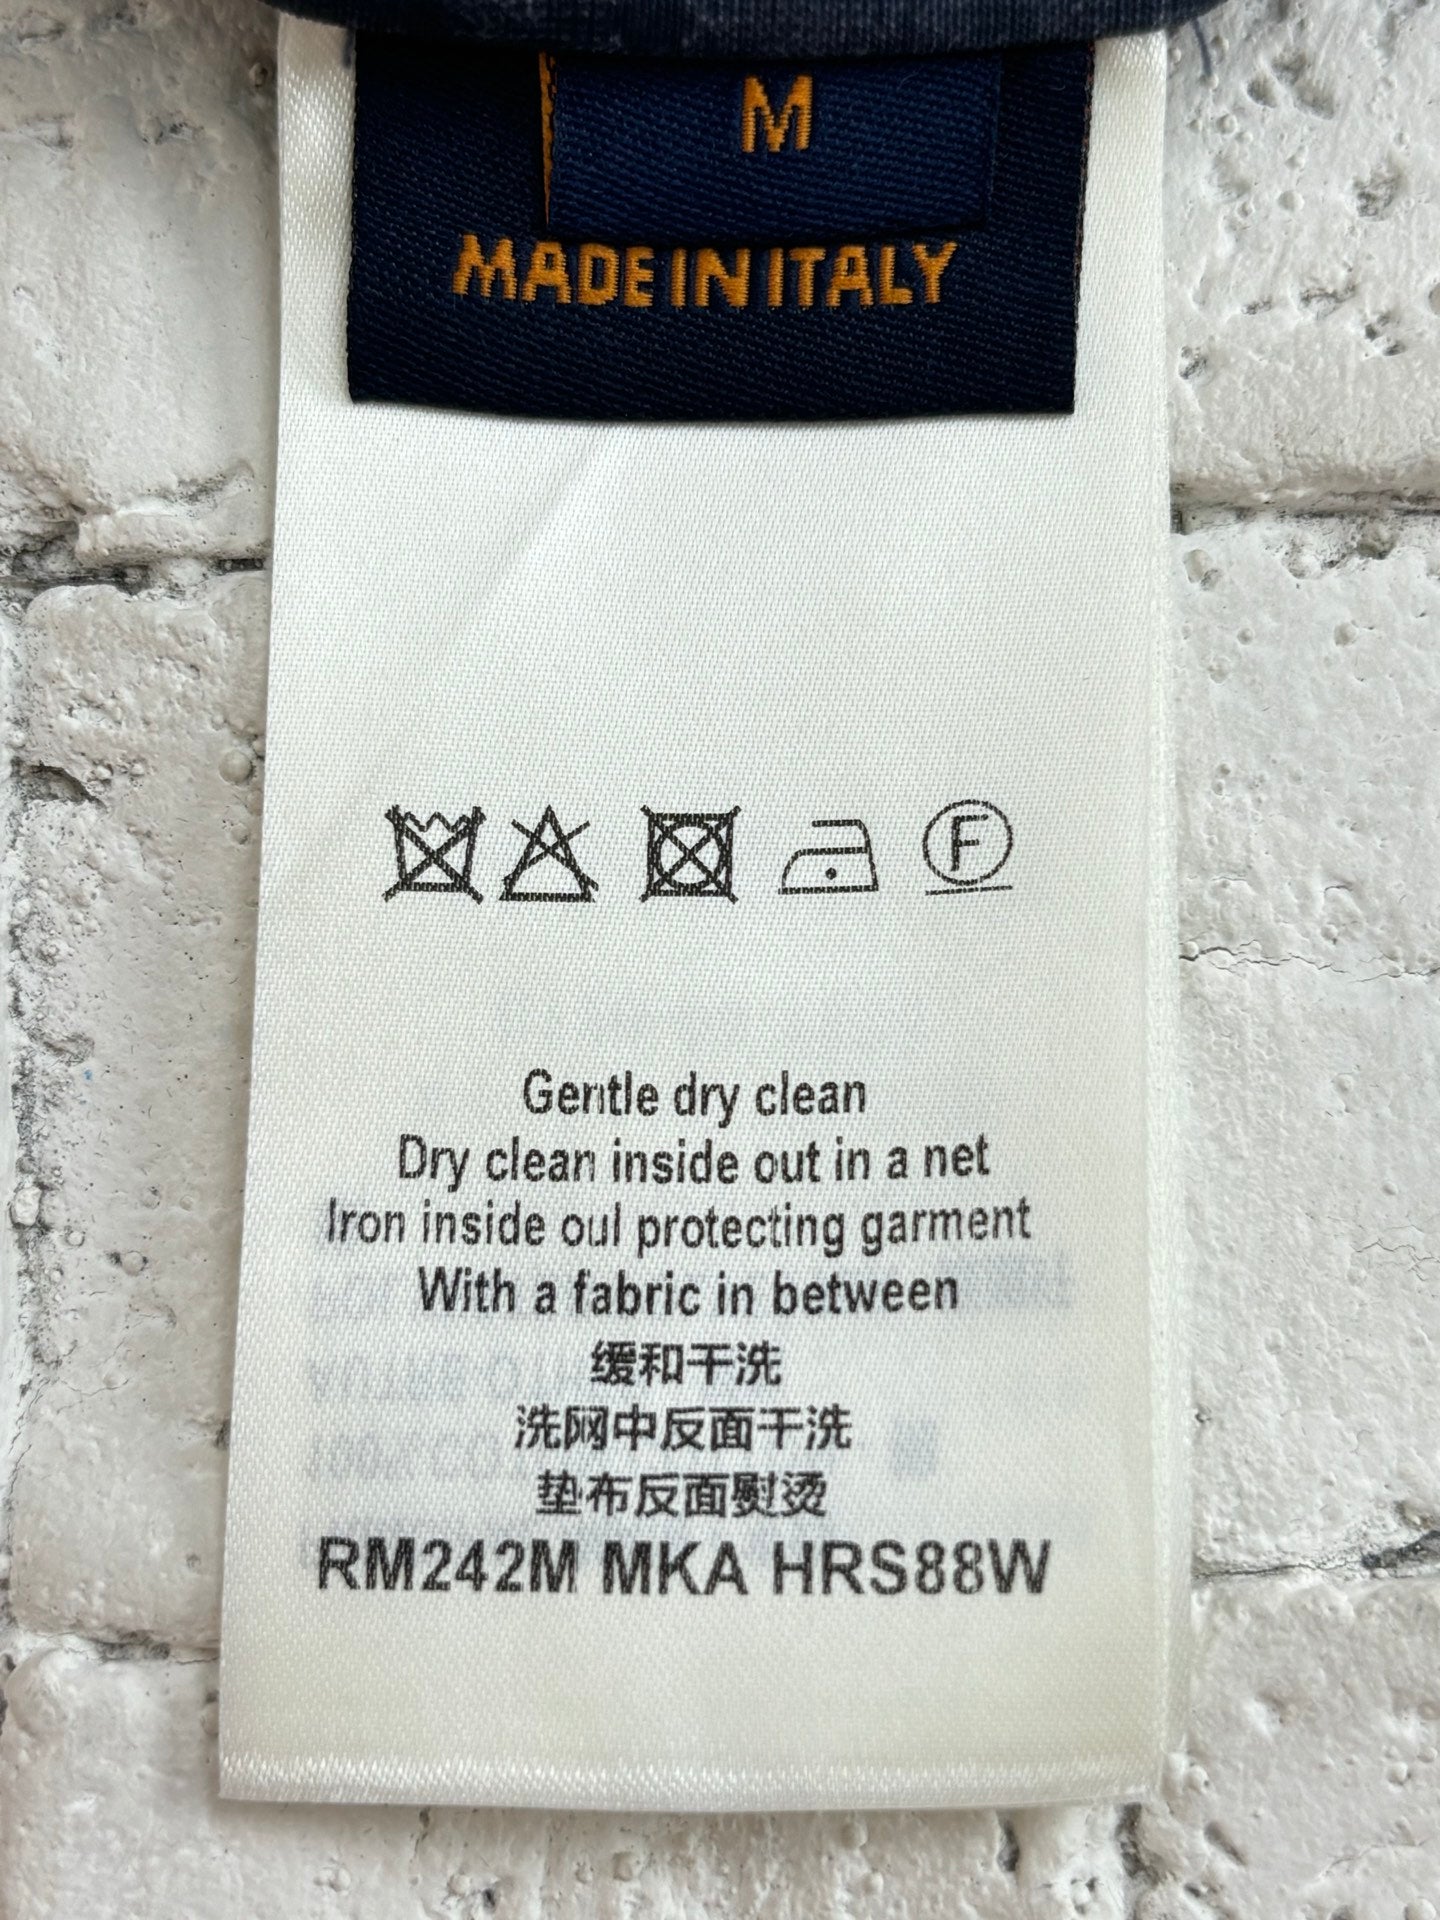 M
MADE IN ITALY
F
Gentle dry clean
Dry clean inside out in a net
Iron inside out protecting garment
With a fabric in between
缓和干洗
洗网中反面干洗
垫布反面熨烫
RM242M MKA HRS88W